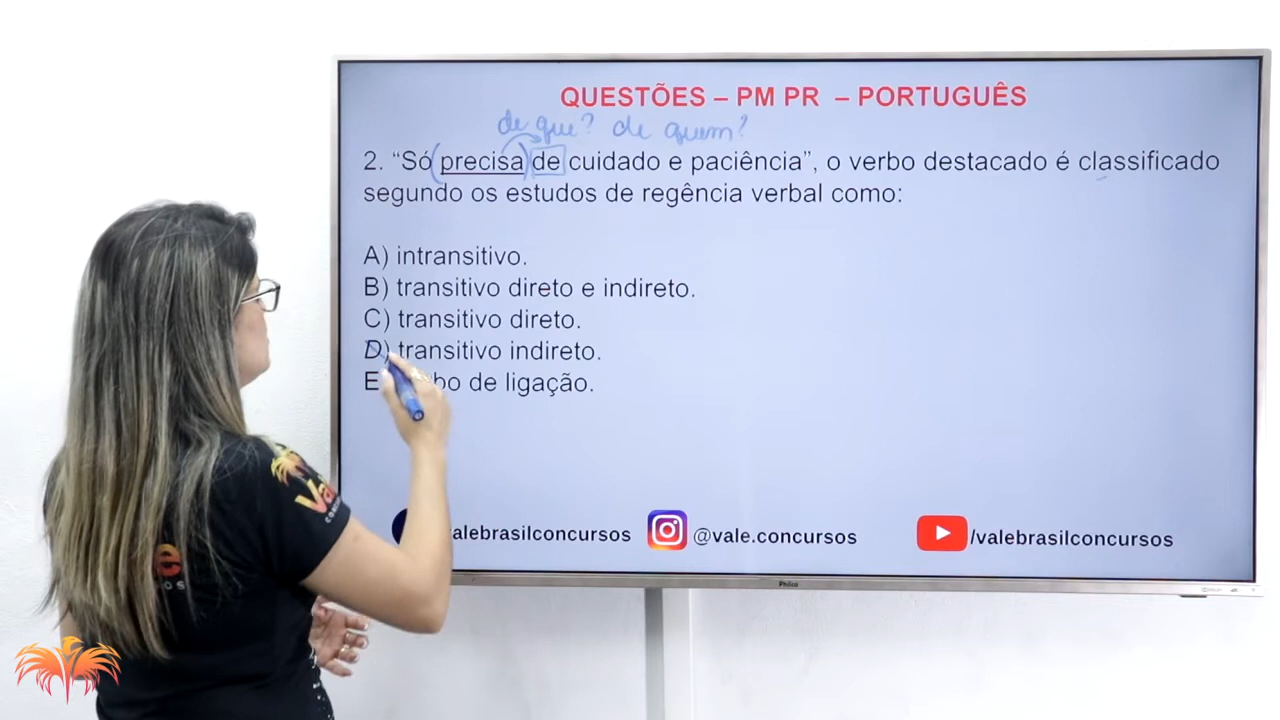 QUESTÕES – PM PR – PORTUGUÊS
de que? de quem?
2. “Só (precisa) de cuidado e paciência”, o verbo destacado é classificado
segundo os estudos de regência verbal como:
A) intransitivo.
B) transitivo direto e indireto.
C) transitivo direto.
D) transitivo indireto.
E
bo de ligação.
valebrasilconcursos
@vale.concursos
/valebrasilconcursos
Philco